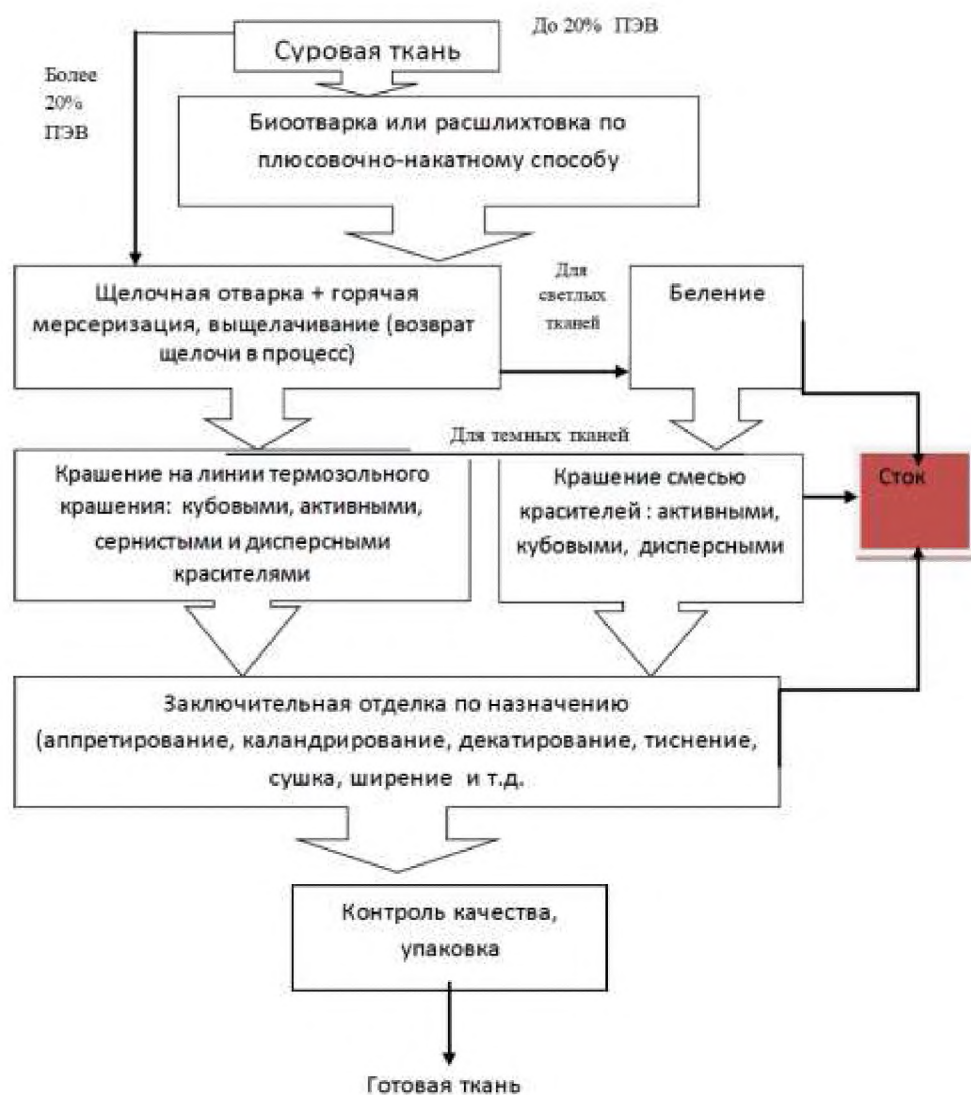 До 20% ПЭВ
Суровая ткань
Более
20%
ПЭВ
Биоотварка или расшлихтовка по
плюсовочно-накатному способу
Щелочная отварка + горячая
мерсеризация, выщелачивание (возврат
щелочи в процесс)
Для
светлых
тканей
Беление
Для темных тканей
Крашение на линии термозольного
крашения: кубовыми, активными,
сернистыми и дисперсными
красителями
Крашение смесью
красителей : активными,
кубовыми, дисперсными
Сток
Заключительная отделка по назначению
(аппретирование, каландрирование, декатирование, тиснение,
сушка, ширение и т.д.
Контроль качества,
упаковка
Готовая ткань